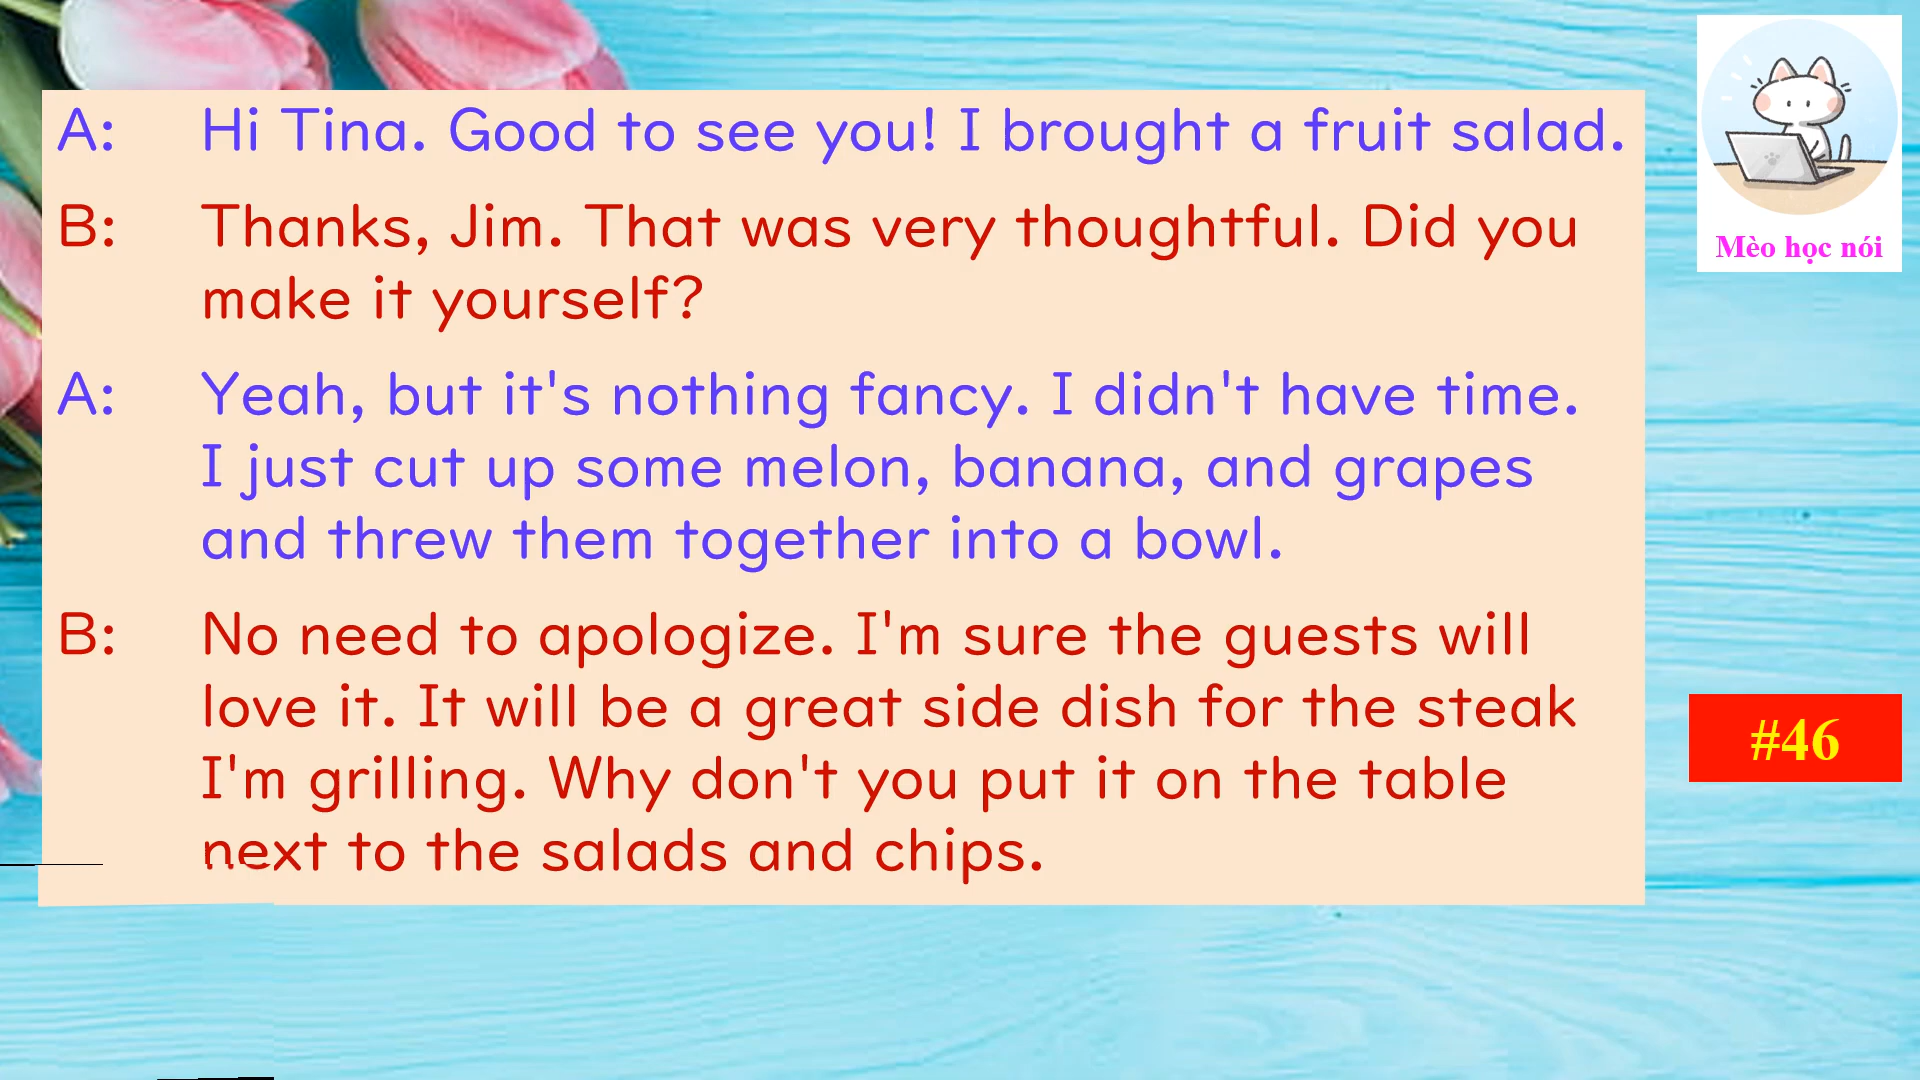 A: Hi Tina. Good to see you! I brought a fruit salad.
B: Thanks, Jim. That was very thoughtful. Did you
make it yourself?
A: Yeah, but it's nothing fancy. I didn't have time.
I just cut up some melon, banana, and grapes
and threw them together into a bowl.
B: No need to apologize. I'm sure the guests will
love it. It will be a great side dish for the steak
I'm grilling. Why don't you put it on the table
next to the salads and chips.
Mèo học nói
#46